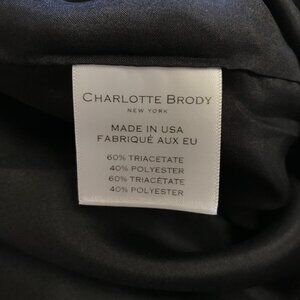 CHARLOTTE BRODY
NEW YORK
MADE IN USA
FABRIQUÉ AUX EU
60% TRIACETATE
40% POLYESTER
60% TRIACÉTATE
40% POLYESTER